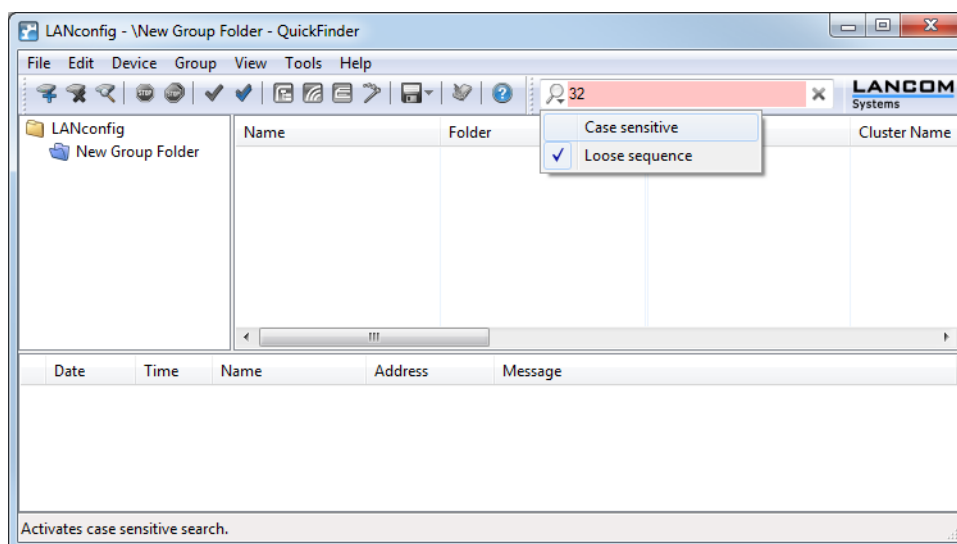 LANconfig - \New Group Folder - QuickFinder
File Edit Device Group View Tools Help
32
LANCOM
Systems
LANconfig
New Group Folder
Name Folder Cluster Name
Case sensitive
Loose sequence
Date Time Name Address Message
Activates case sensitive search.